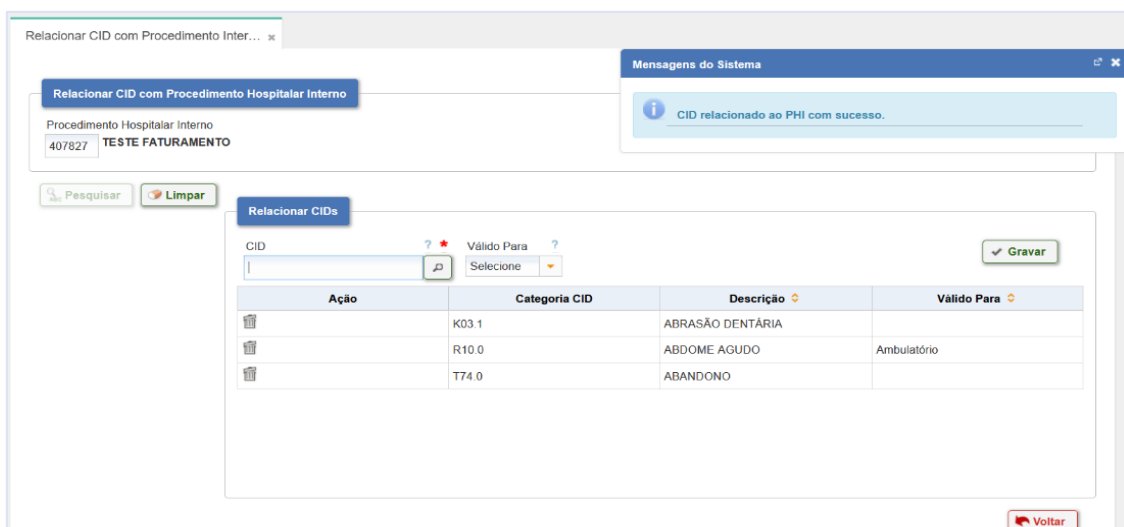 Relacionar CID com Procedimento Inter...
Mensagens do Sistema
CID relacionado ao PHI com sucesso.
Relacionar CID com Procedimento Hospitalar Interno
Procedimento Hospitalar Interno
407827 TESTE FATURAMENTO
Pesquisar Limpar
Relacionar CIDs
CID ? * Válido Para ?
Selecione
Gravar
Ação Categoria CID Descrição Válido Para
K03.1 ABRASÃO DENTÁRIA
R10.0 ABDOME AGUDO Ambulatório
T74.0 ABANDONO
Voltar